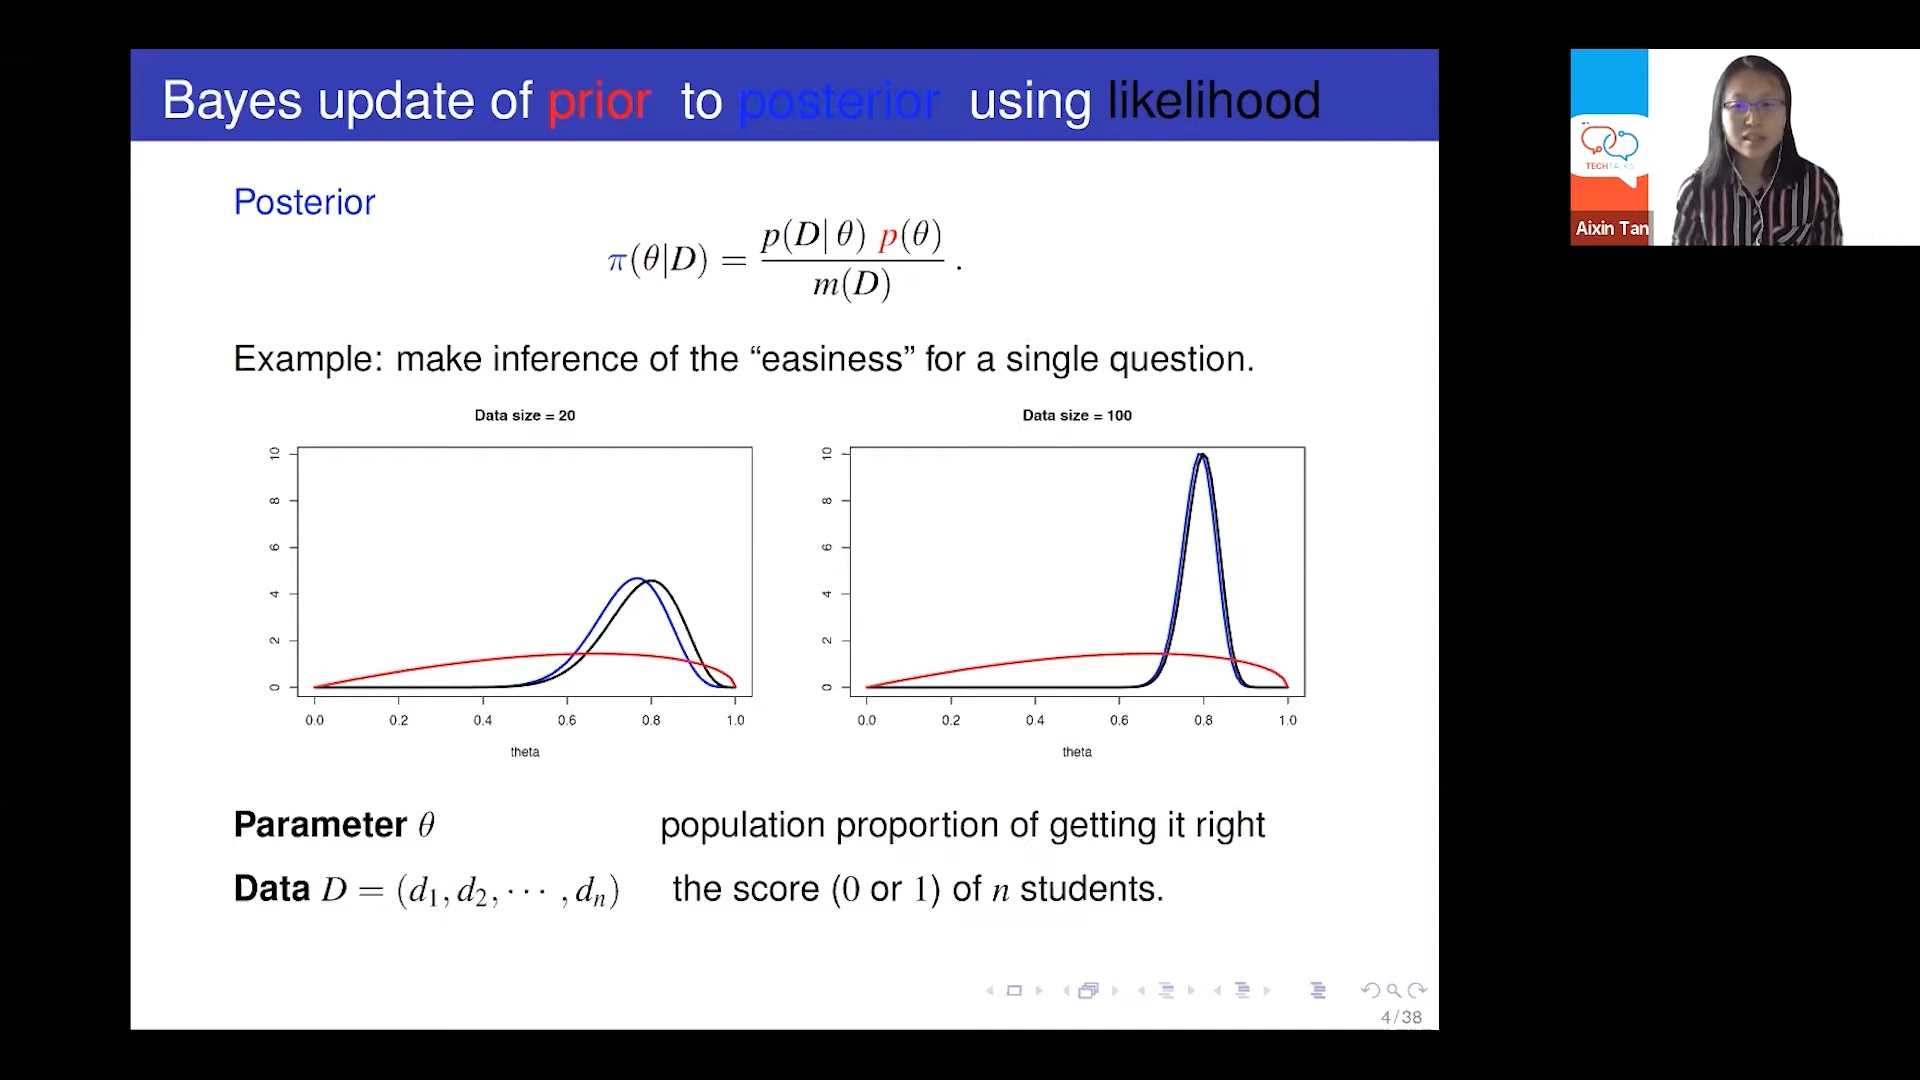 Bayes update of prior to posterior using likelihood
Posterior
π(θ|D) = p(D|θ) p(θ) / m(D) .
Example: make inference of the “easiness” for a single question.
Data size = 20
10
8
6
4
2
0
0.0 0.2 0.4 0.6 0.8 1.0
theta
Data size = 100
10
8
6
4
2
0
0.0 0.2 0.4 0.6 0.8 1.0
theta
Parameter θ population proportion of getting it right
Data D = (d₁, d₂, ⋯ , dₙ) the score (0 or 1) of n students.
4 / 38
TECHTALKS
Aixin Tan